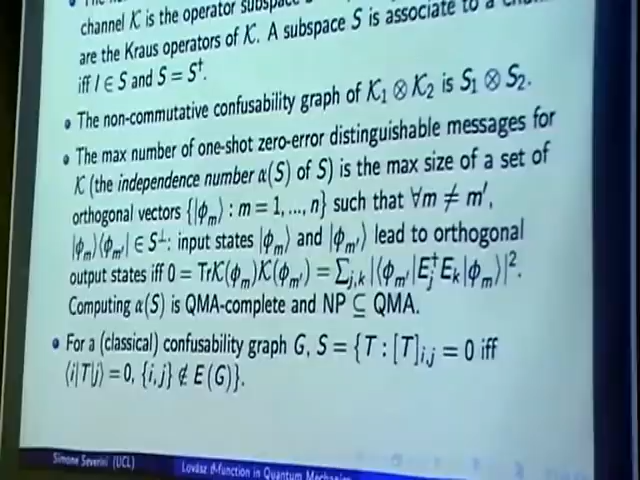 channel K is the operator subspace
are the Kraus operators of K. A subspace S is associate to a
iff I ∈ S and S = S†.
• The non-commutative confusability graph of K₁ ⊗ K₂ is S₁ ⊗ S₂.
• The max number of one-shot zero-error distinguishable messages for
K (the independence number α(S) of S) is the max size of a set of
orthogonal vectors {|ϕₘ⟩ : m = 1, ..., n} such that ∀m ≠ m′,
|ϕₘ⟩⟨ϕₘ′| ∈ S⊥: input states |ϕₘ⟩ and |ϕₘ′⟩ lead to orthogonal
output states iff 0 = TrK(ϕₘ)K(ϕₘ′) = ∑ⱼ,ₖ |⟨ϕₘ′|Eⱼ†Eₖ|ϕₘ⟩|².
Computing α(S) is QMA-complete and NP ⊆ QMA.
• For a (classical) confusability graph G, S = {T : [T]ᵢ,ⱼ = 0 iff
⟨i|T|j⟩ = 0, {i,j} ∉ E(G)}.
Simone Severini (UCL) Lovász ϑ-function in Quantum Mechanics